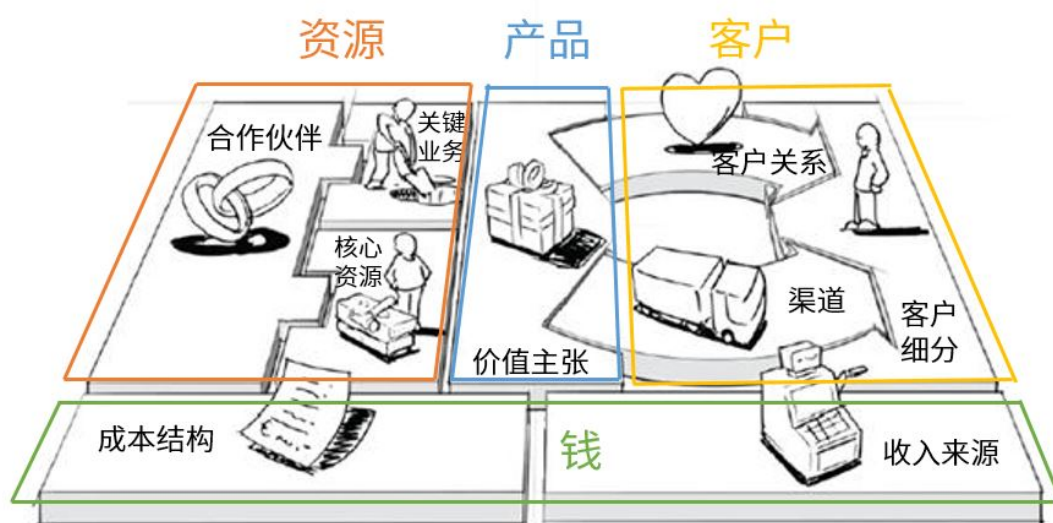 资源
产品
客户
合作伙伴
关键
业务
核心
资源
价值主张
客户关系
渠道
客户
细分
成本结构
钱
收入来源